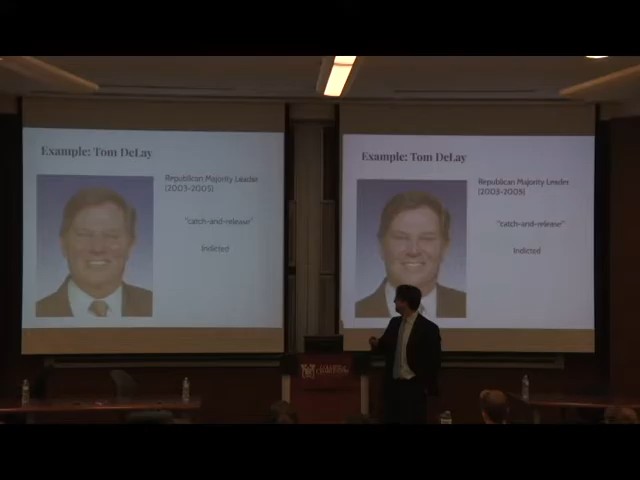 Example: Tom DeLay
Republican Majority Leader
(2003-2005)
"catch-and-release"
Indicted
Example: Tom DeLay
Republican Majority Leader
(2003-2005)
"catch-and-release"
Indicted